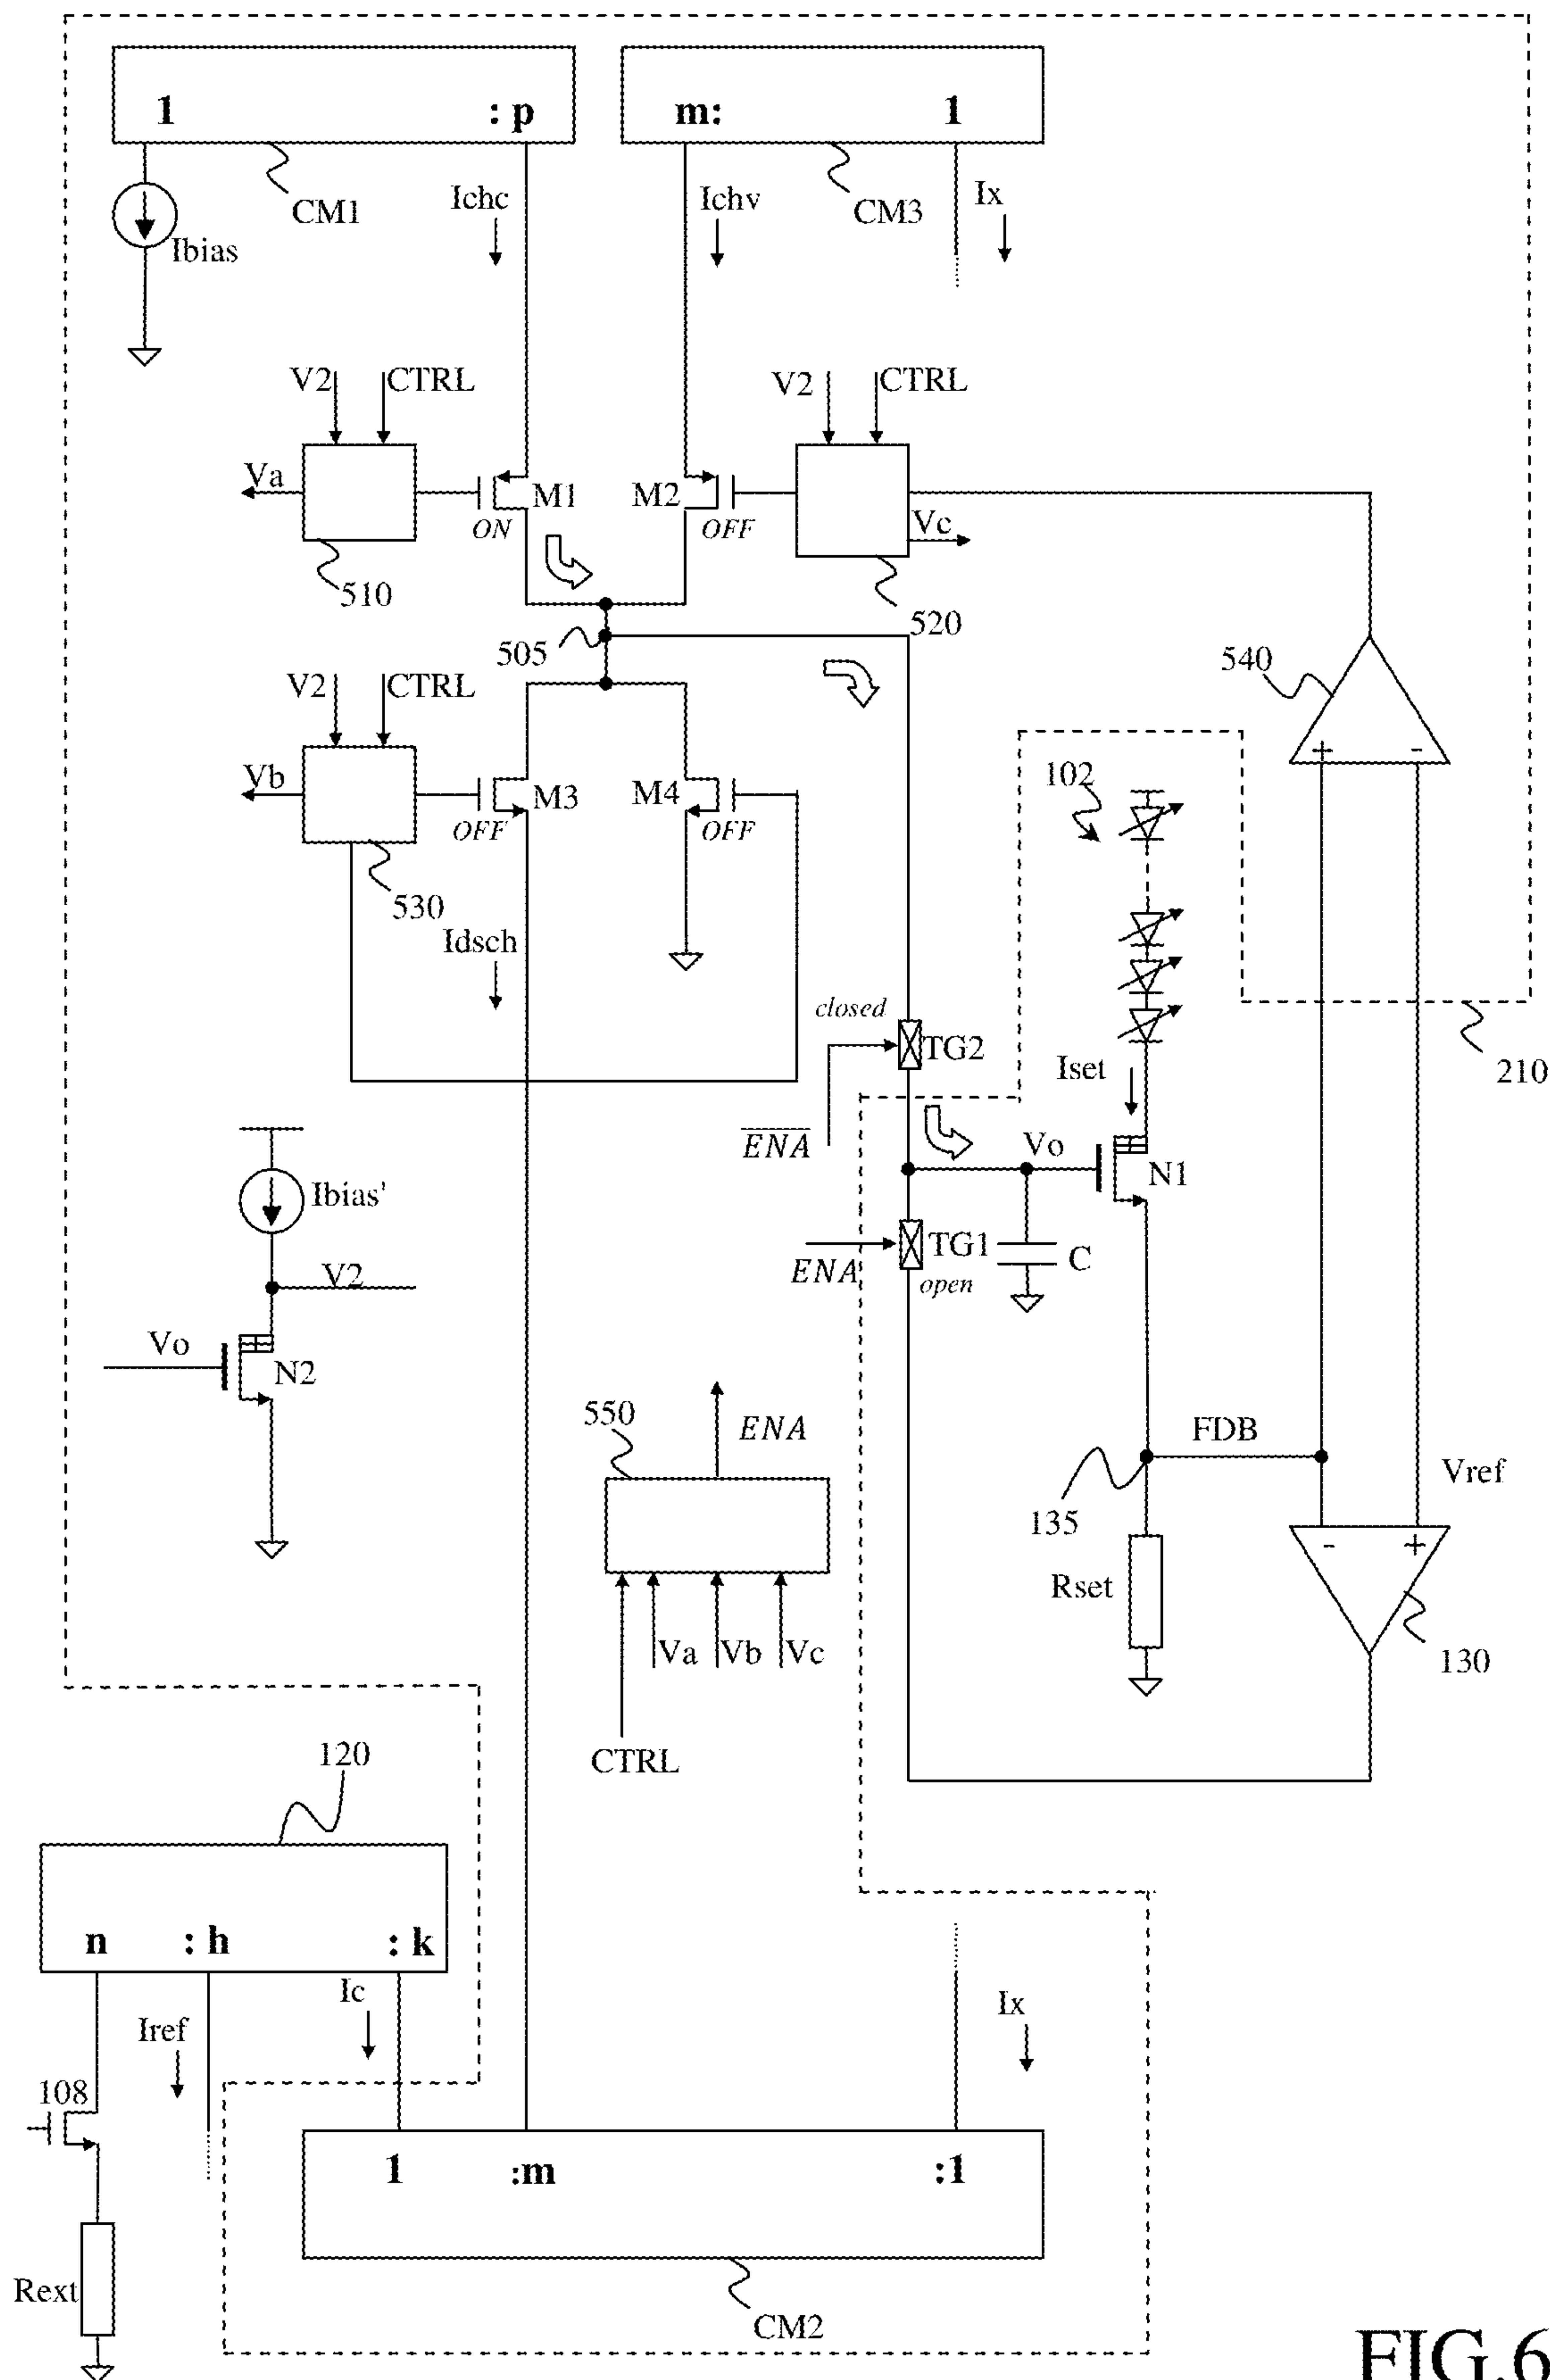 1 : p
m: 1
CM1
Ichc
Ichv
CM3
Ix
Ibias
V2
CTRL
V2
CTRL
Va
M1
ON
M2
OFF
Vc
510
520
505
V2
CTRL
540
+ -
Vb
M3
OFF
M4
OFF
102
530
Idsch
closed
TG2
ENA
Iset
210
Vo
N1
Ibias'
V2
ENA
TG1
open
C
Vo
N2
550
ENA
FDB
Vref
135
- +
Rset
130
Va
Vb
Vc
CTRL
120
n : h : k
Ic
Iref
Ix
108
1 :m :1
Rext
CM2
FIG.6